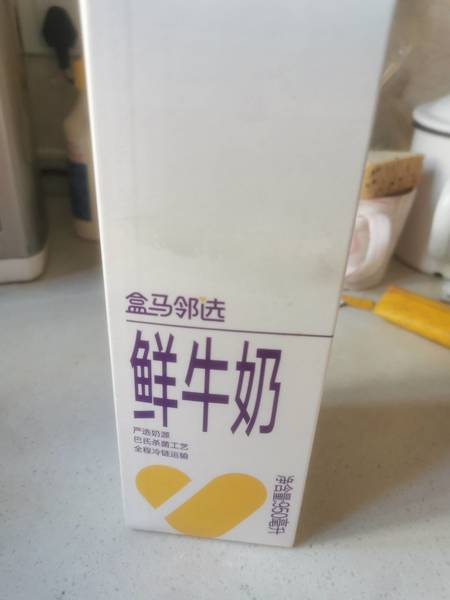 盒马邻选
鲜牛奶
严选奶源
巴氏杀菌工艺
全程冷链运输
净含量:950毫升